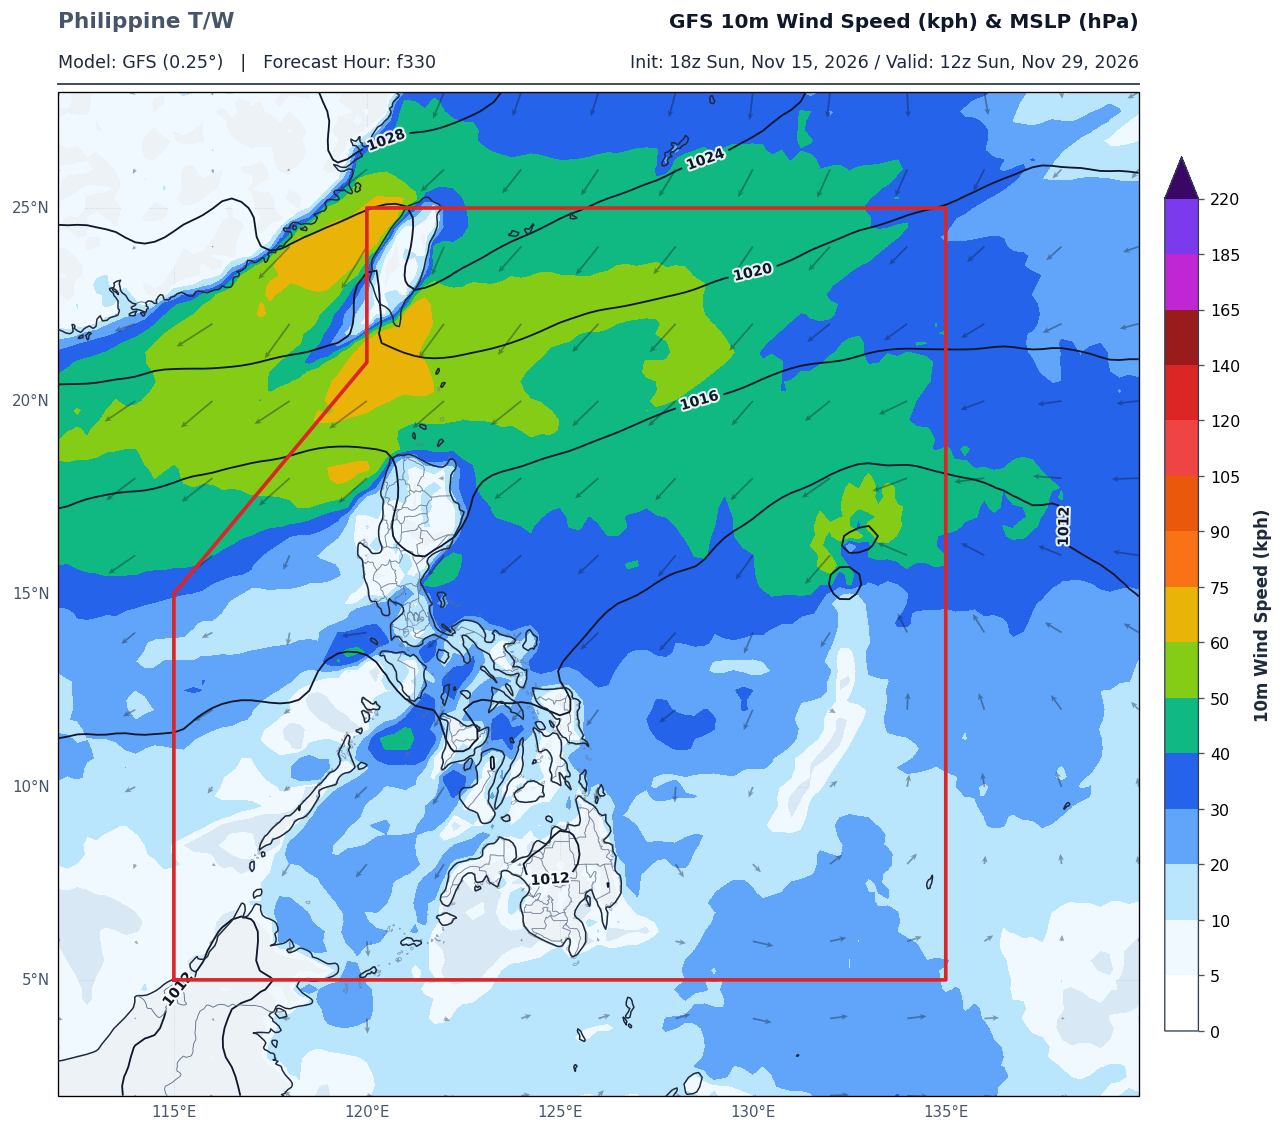 Philippine T/W
GFS 10m Wind Speed (kph) & MSLP (hPa)
Model: GFS (0.25°) | Forecast Hour: f330
Init: 18z Sun, Nov 15, 2026 / Valid: 12z Sun, Nov 29, 2026
1028
1024
1020
1016
1012
1012
1012
25°N
20°N
15°N
10°N
5°N
115°E
120°E
125°E
130°E
135°E
220
185
165
140
120
105
90
75
60
50
40
30
20
10
5
0
10m Wind Speed (kph)